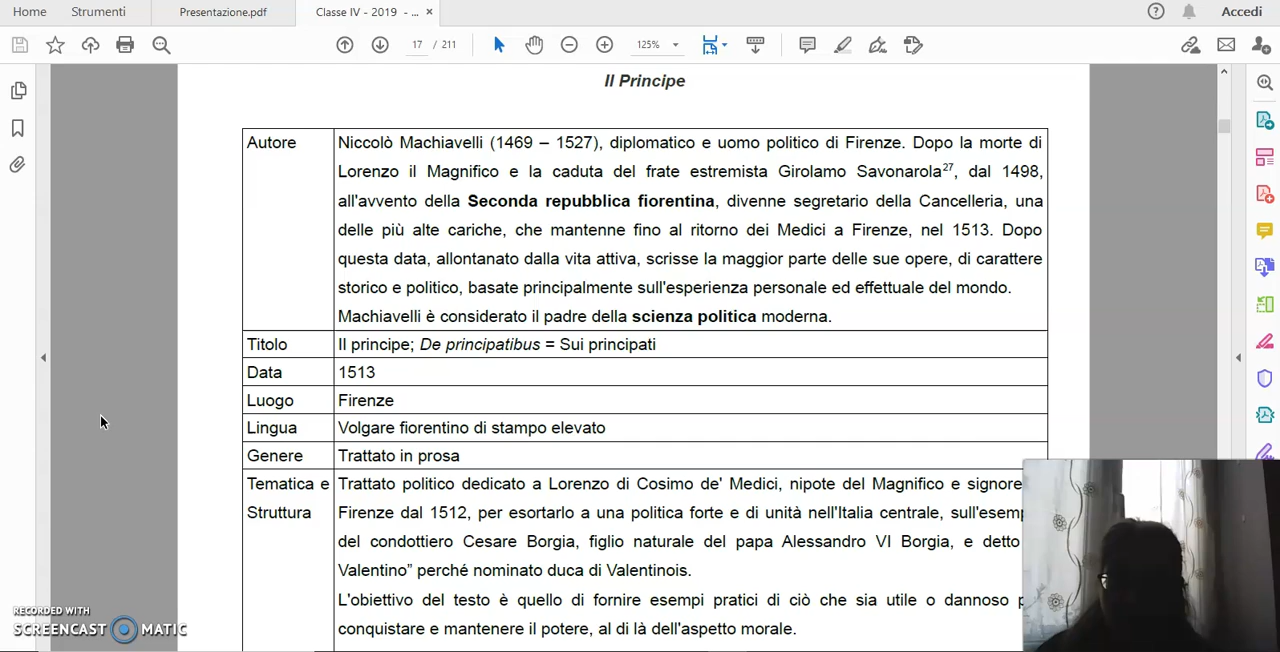 Home Strumenti Presentazione.pdf Classe IV - 2019 - ... × Accedi
17 / 211 125%
Il Principe
Autore Niccolò Machiavelli (1469 – 1527), diplomatico e uomo politico di Firenze. Dopo la morte di
Lorenzo il Magnifico e la caduta del frate estremista Girolamo Savonarola27, dal 1498,
all'avvento della Seconda repubblica fiorentina, divenne segretario della Cancelleria, una
delle più alte cariche, che mantenne fino al ritorno dei Medici a Firenze, nel 1513. Dopo
questa data, allontanato dalla vita attiva, scrisse la maggior parte delle sue opere, di carattere
storico e politico, basate principalmente sull'esperienza personale ed effettuale del mondo.
Machiavelli è considerato il padre della scienza politica moderna.
Titolo Il principe; De principatibus = Sui principati
Data 1513
Luogo Firenze
Lingua Volgare fiorentino di stampo elevato
Genere Trattato in prosa
Tematica e Trattato politico dedicato a Lorenzo di Cosimo de' Medici, nipote del Magnifico e signore
Struttura Firenze dal 1512, per esortarlo a una politica forte e di unità nell'Italia centrale, sull'esemp
del condottiero Cesare Borgia, figlio naturale del papa Alessandro VI Borgia, e detto
Valentino” perché nominato duca di Valentinois.
L'obiettivo del testo è quello di fornire esempi pratici di ciò che sia utile o dannoso p
conquistare e mantenere il potere, al di là dell'aspetto morale.
RECORDED WITH
SCREENCAST MATIC